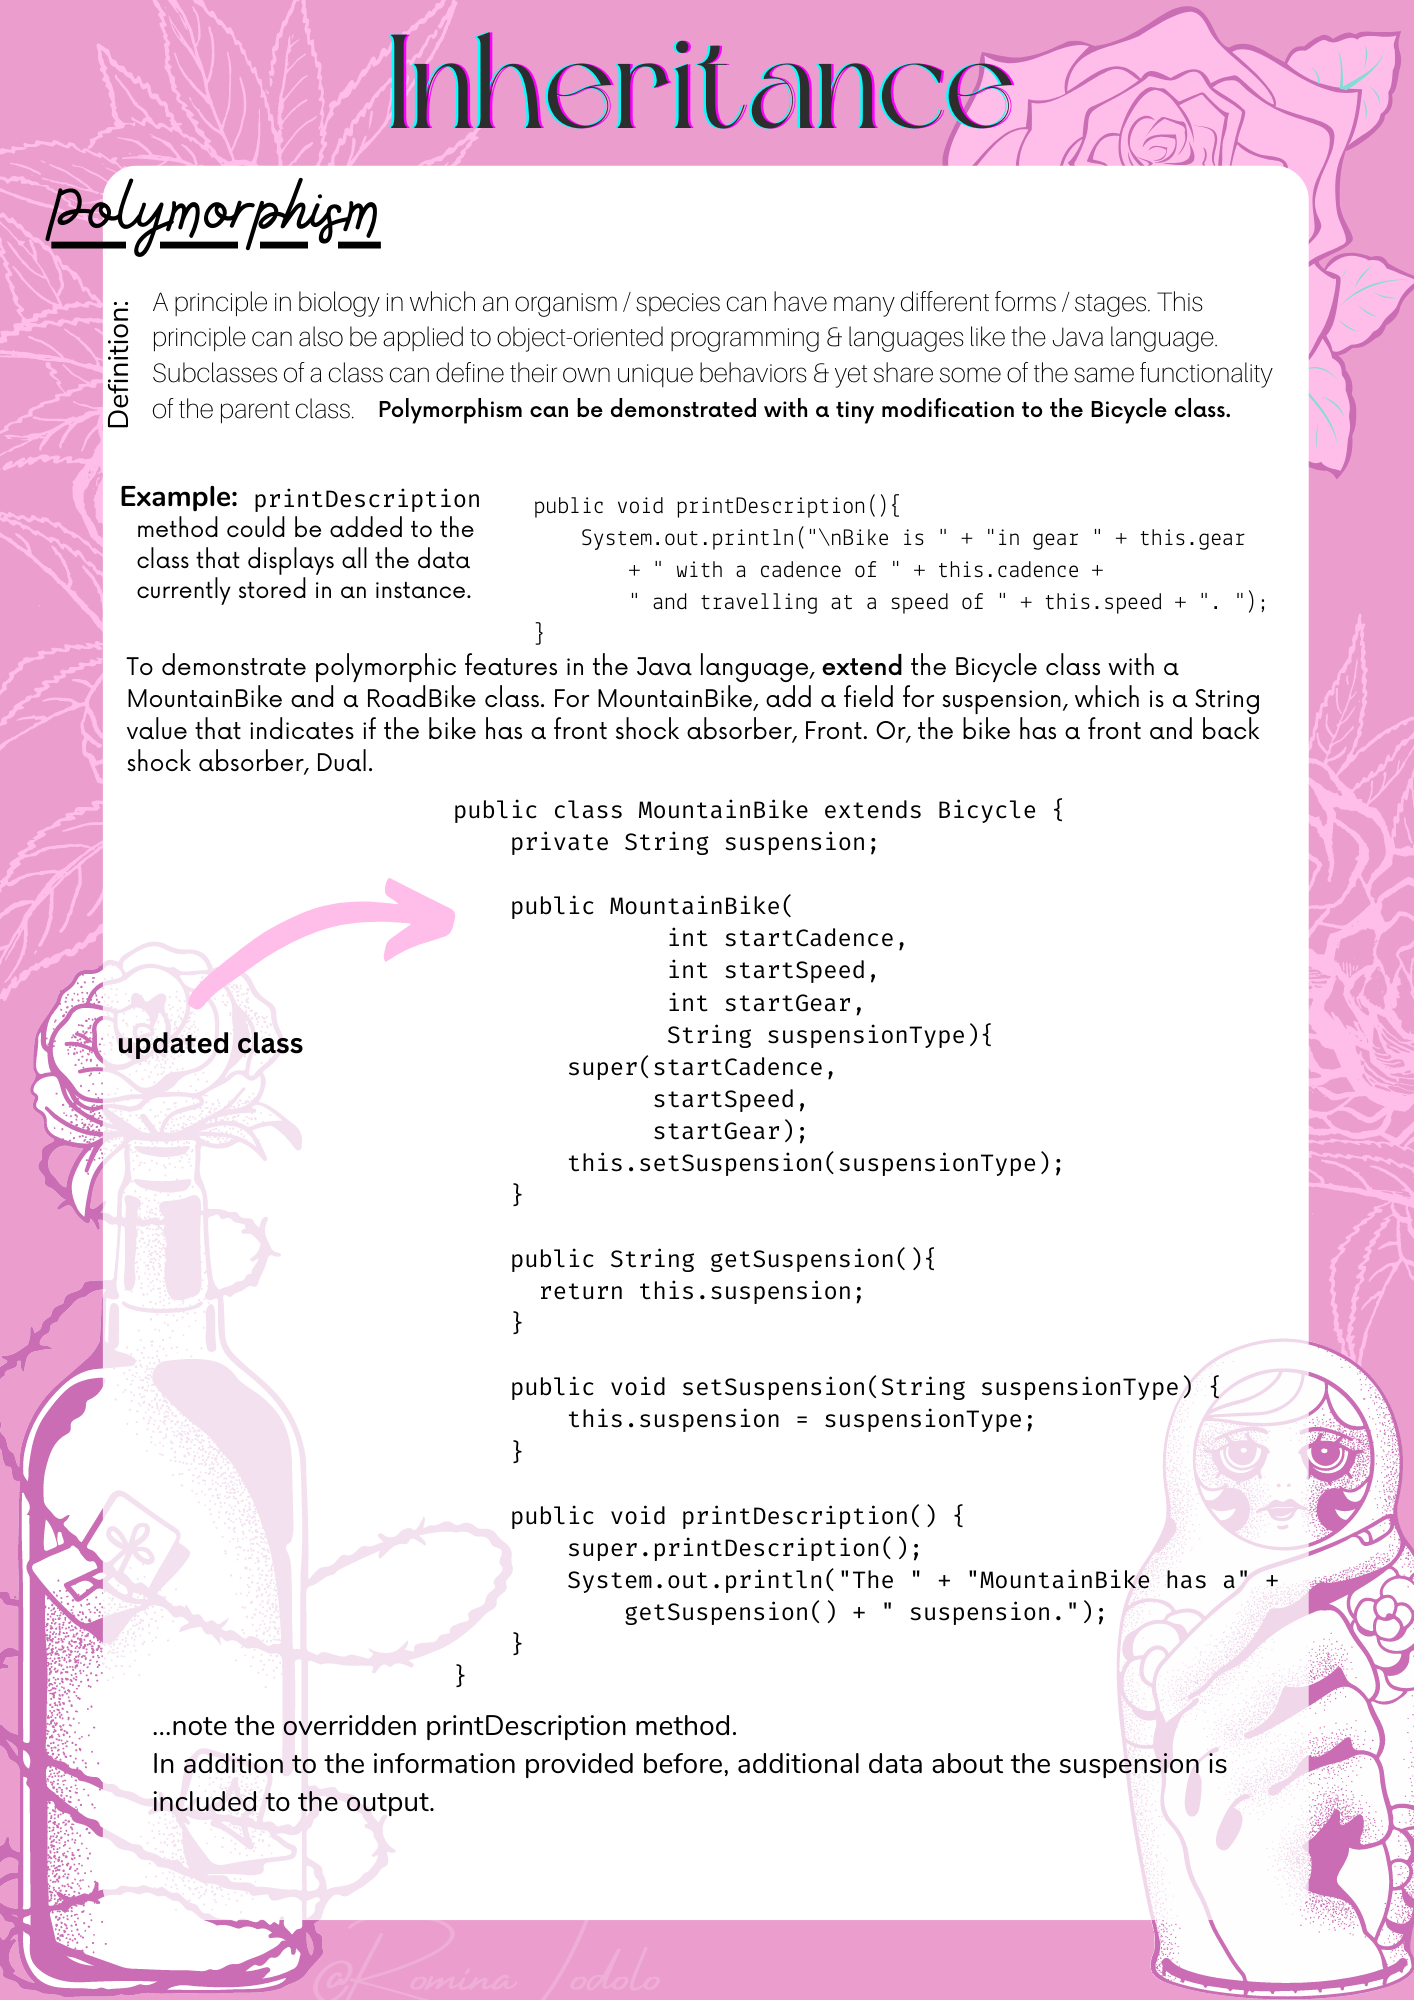 Inheritance
polymorphism
Definition:
A principle in biology in which an organism / species can have many different forms / stages. This
principle can also be applied to object-oriented programming & languages like the Java language.
Subclasses of a class can define their own unique behaviors & yet share some of the same functionality
of the parent class. Polymorphism can be demonstrated with a tiny modification to the Bicycle class.
Example: printDescription
method could be added to the
class that displays all the data
currently stored in an instance.
public void printDescription(){
    System.out.println("\nBike is " + "in gear " + this.gear
        + " with a cadence of " + this.cadence +
        " and travelling at a speed of " + this.speed + ". ");
}
To demonstrate polymorphic features in the Java language, extend the Bicycle class with a
MountainBike and a RoadBike class. For MountainBike, add a field for suspension, which is a String
value that indicates if the bike has a front shock absorber, Front. Or, the bike has a front and back
shock absorber, Dual.
updated class
public class MountainBike extends Bicycle {
    private String suspension;
    public MountainBike(
               int startCadence,
               int startSpeed,
               int startGear,
               String suspensionType){
        super(startCadence,
              startSpeed,
              startGear);
        this.setSuspension(suspensionType);
    }
    public String getSuspension(){
      return this.suspension;
    }
    public void setSuspension(String suspensionType) {
        this.suspension = suspensionType;
    }
    public void printDescription() {
        super.printDescription();
        System.out.println("The " + "MountainBike has a" +
            getSuspension() + " suspension.");
    }
}
...note the overridden printDescription method.
In addition to the information provided before, additional data about the suspension is
included to the output.
@Romina Iodolo